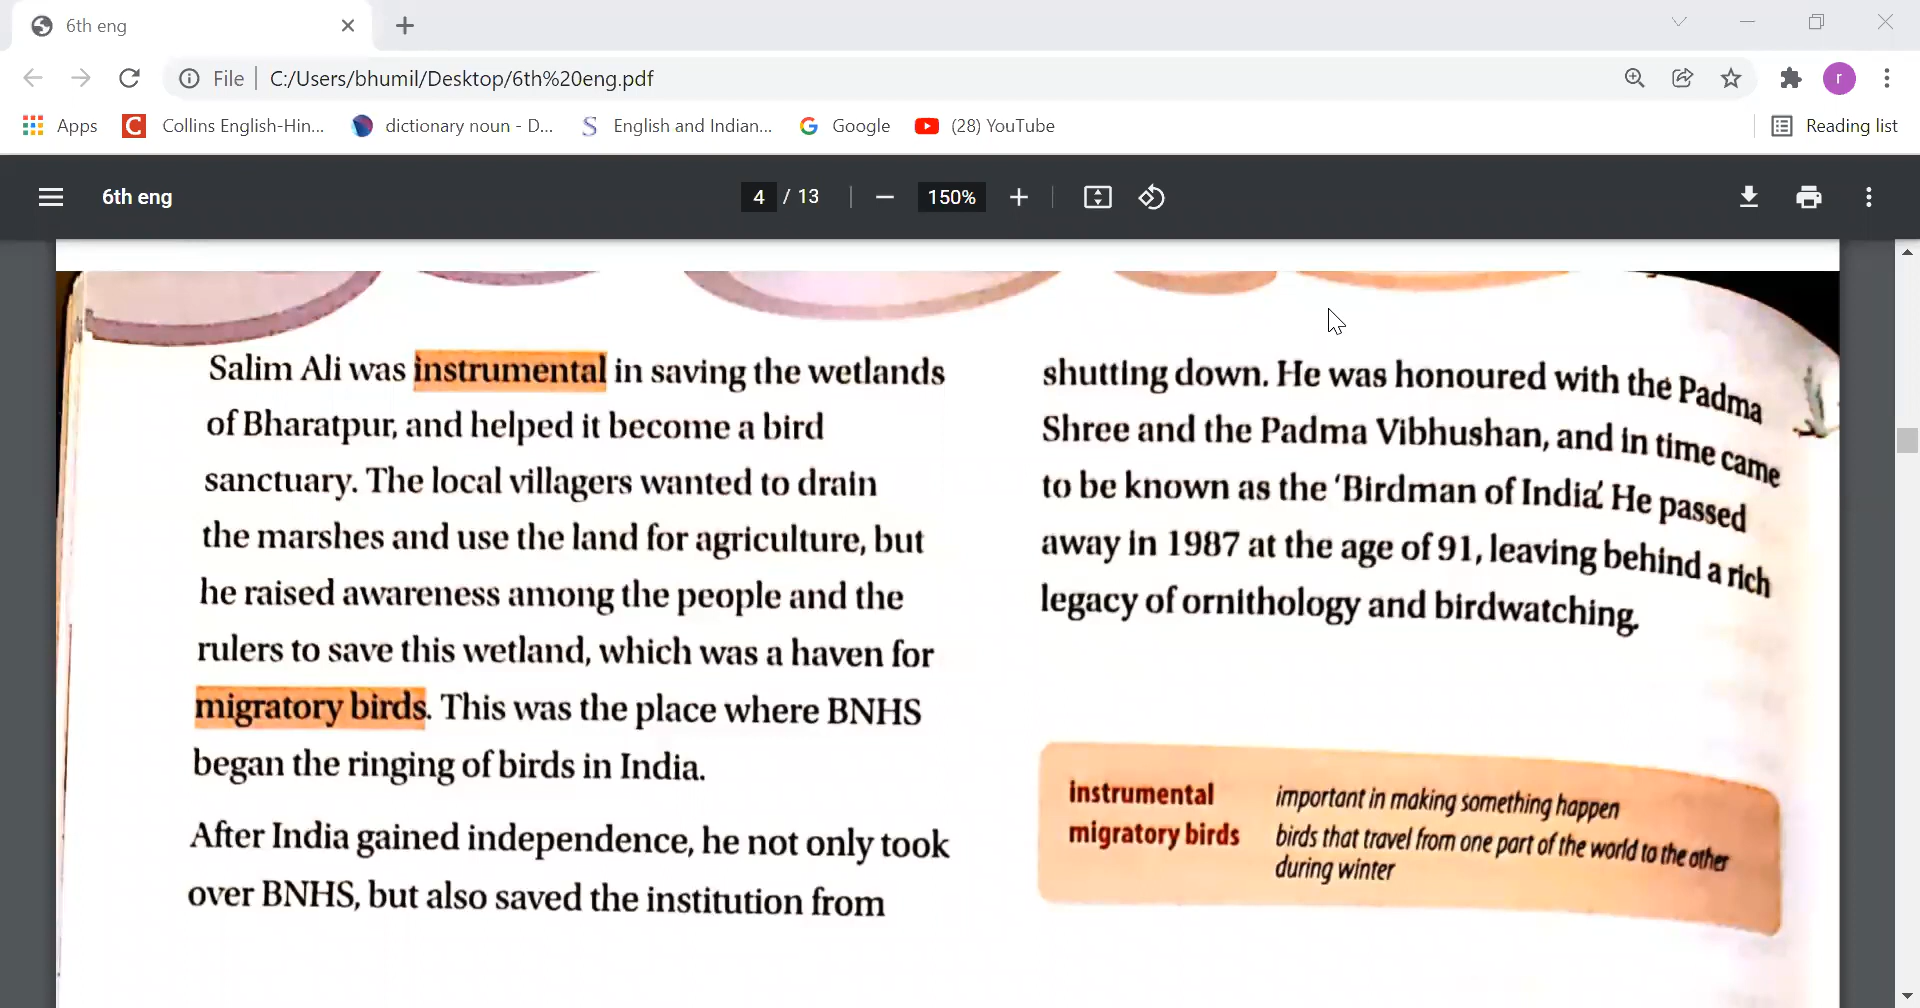 6th eng
File
C:/Users/bhumil/Desktop/6th%20eng.pdf
r
Apps
Collins English-Hin...
dictionary noun - D...
English and Indian...
Google
(28) YouTube
Reading list
6th eng
4 / 13
150%
Salim Ali was instrumental in saving the wetlands
of Bharatpur, and helped it become a bird
sanctuary. The local villagers wanted to drain
the marshes and use the land for agriculture, but
he raised awareness among the people and the
rulers to save this wetland, which was a haven for
migratory birds. This was the place where BNHS
began the ringing of birds in India.
After India gained independence, he not only took
over BNHS, but also saved the institution from
shutting down. He was honoured with the Padma
Shree and the Padma Vibhushan, and in time came
to be known as the ‘Birdman of India’. He passed
away in 1987 at the age of 91, leaving behind a rich
legacy of ornithology and birdwatching.
instrumental important in making something happen
migratory birds birds that travel from one part of the world to the other
during winter